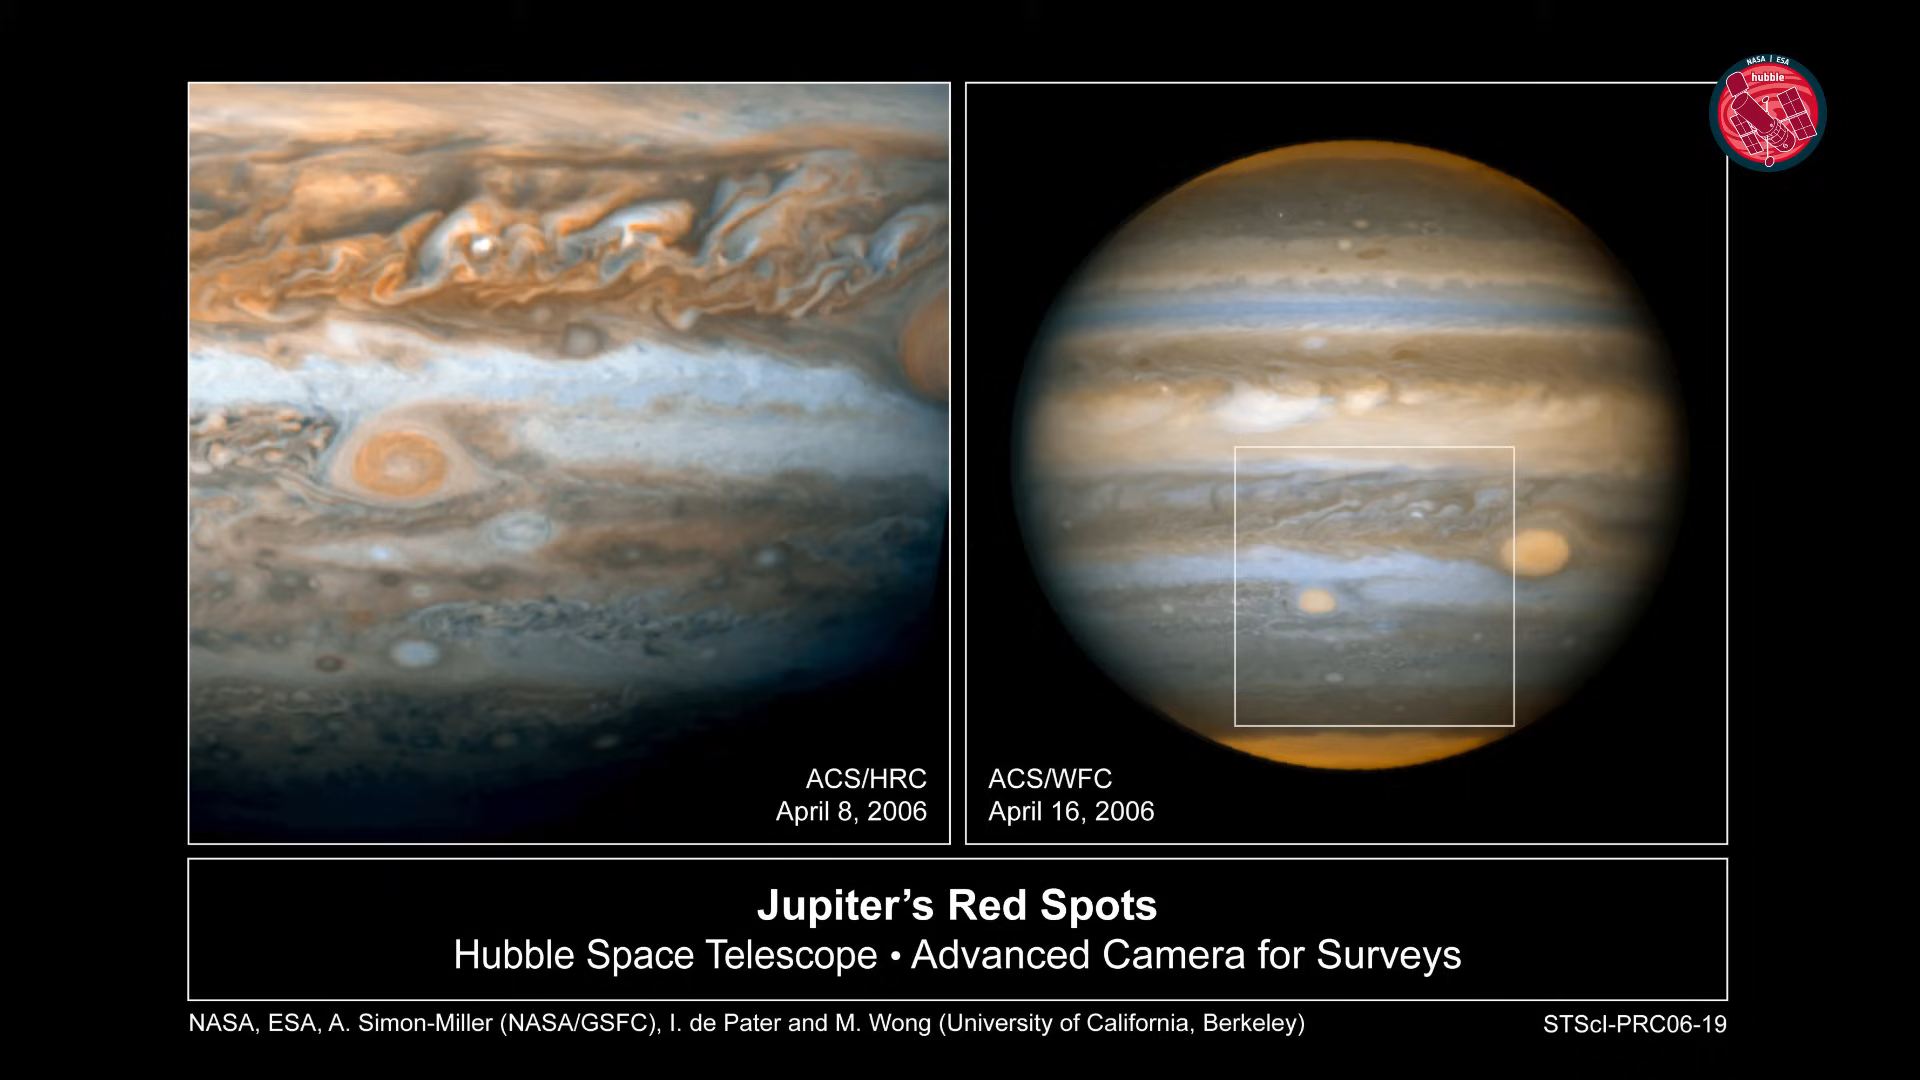 NASA | ESA
hubble
ACS/HRC
April 8, 2006
ACS/WFC
April 16, 2006
Jupiter’s Red Spots
Hubble Space Telescope • Advanced Camera for Surveys
NASA, ESA, A. Simon-Miller (NASA/GSFC), I. de Pater and M. Wong (University of California, Berkeley)
STScI-PRC06-19